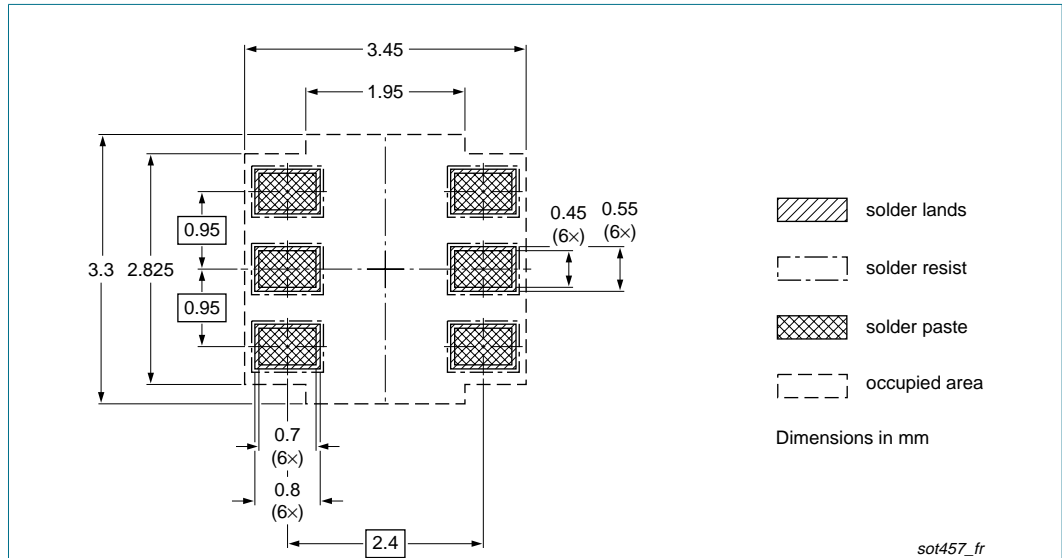 3.45
1.95
0.95
3.3 2.825
0.95
0.45
(6×)
0.55
(6×)
0.7
(6×)
0.8
(6×)
2.4
solder lands
solder resist
solder paste
occupied area
Dimensions in mm
sot457_fr